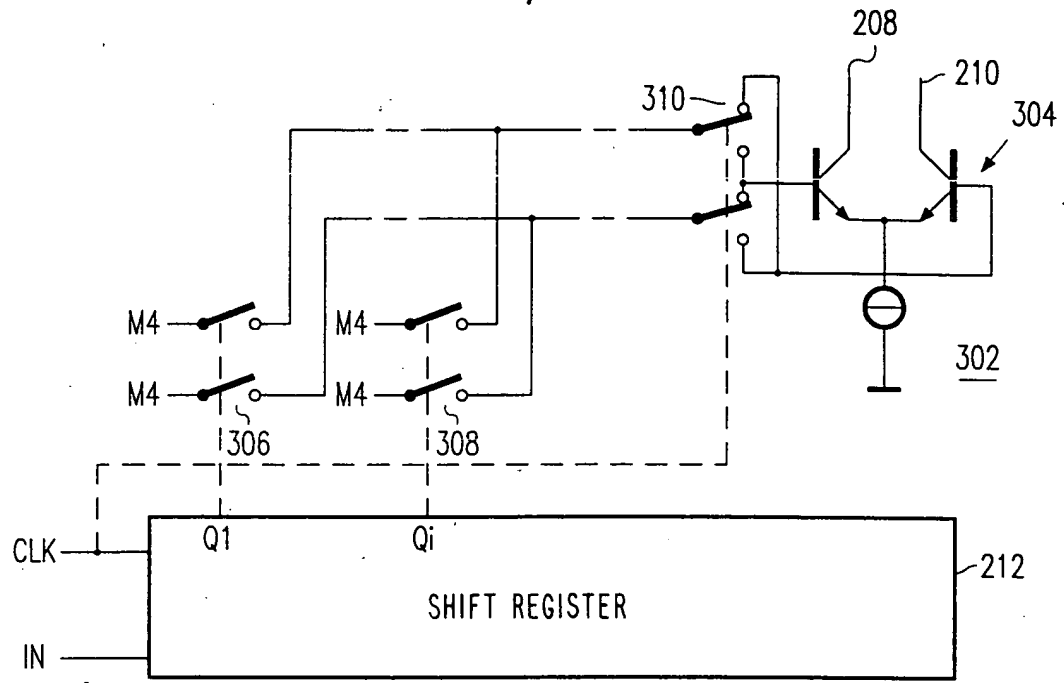 208
210
310
304
M4
M4
M4
M4
306
308
302
Q1
Qi
CLK
212
SHIFT REGISTER
IN